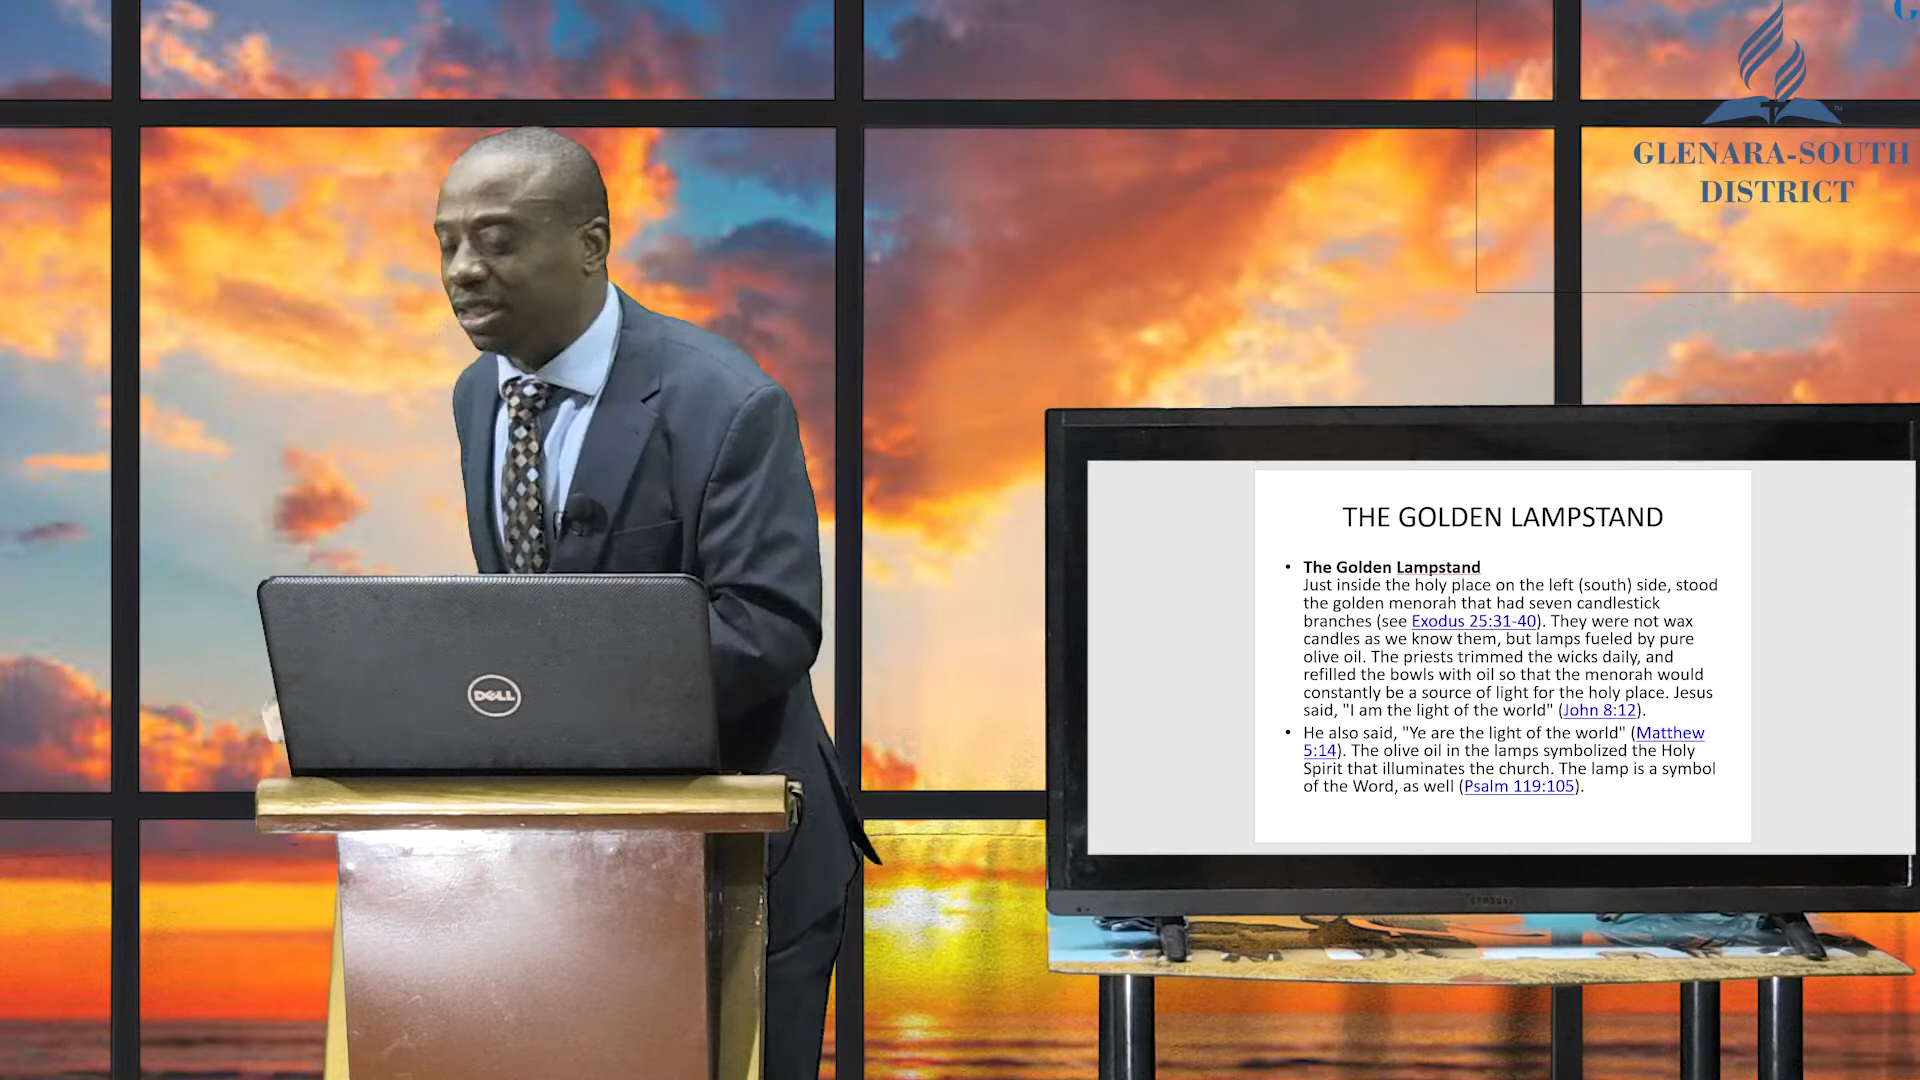 G
GLENARA-SOUTH
DISTRICT
™
THE GOLDEN LAMPSTAND
• The Golden Lampstand
Just inside the holy place on the left (south) side, stood
the golden menorah that had seven candlestick
branches (see Exodus 25:31-40). They were not wax
candles as we know them, but lamps fueled by pure
olive oil. The priests trimmed the wicks daily, and
refilled the bowls with oil so that the menorah would
constantly be a source of light for the holy place. Jesus
said, "I am the light of the world" (John 8:12).
• He also said, "Ye are the light of the world" (Matthew
5:14). The olive oil in the lamps symbolized the Holy
Spirit that illuminates the church. The lamp is a symbol
of the Word, as well (Psalm 119:105).
DELL
SAMSUNG